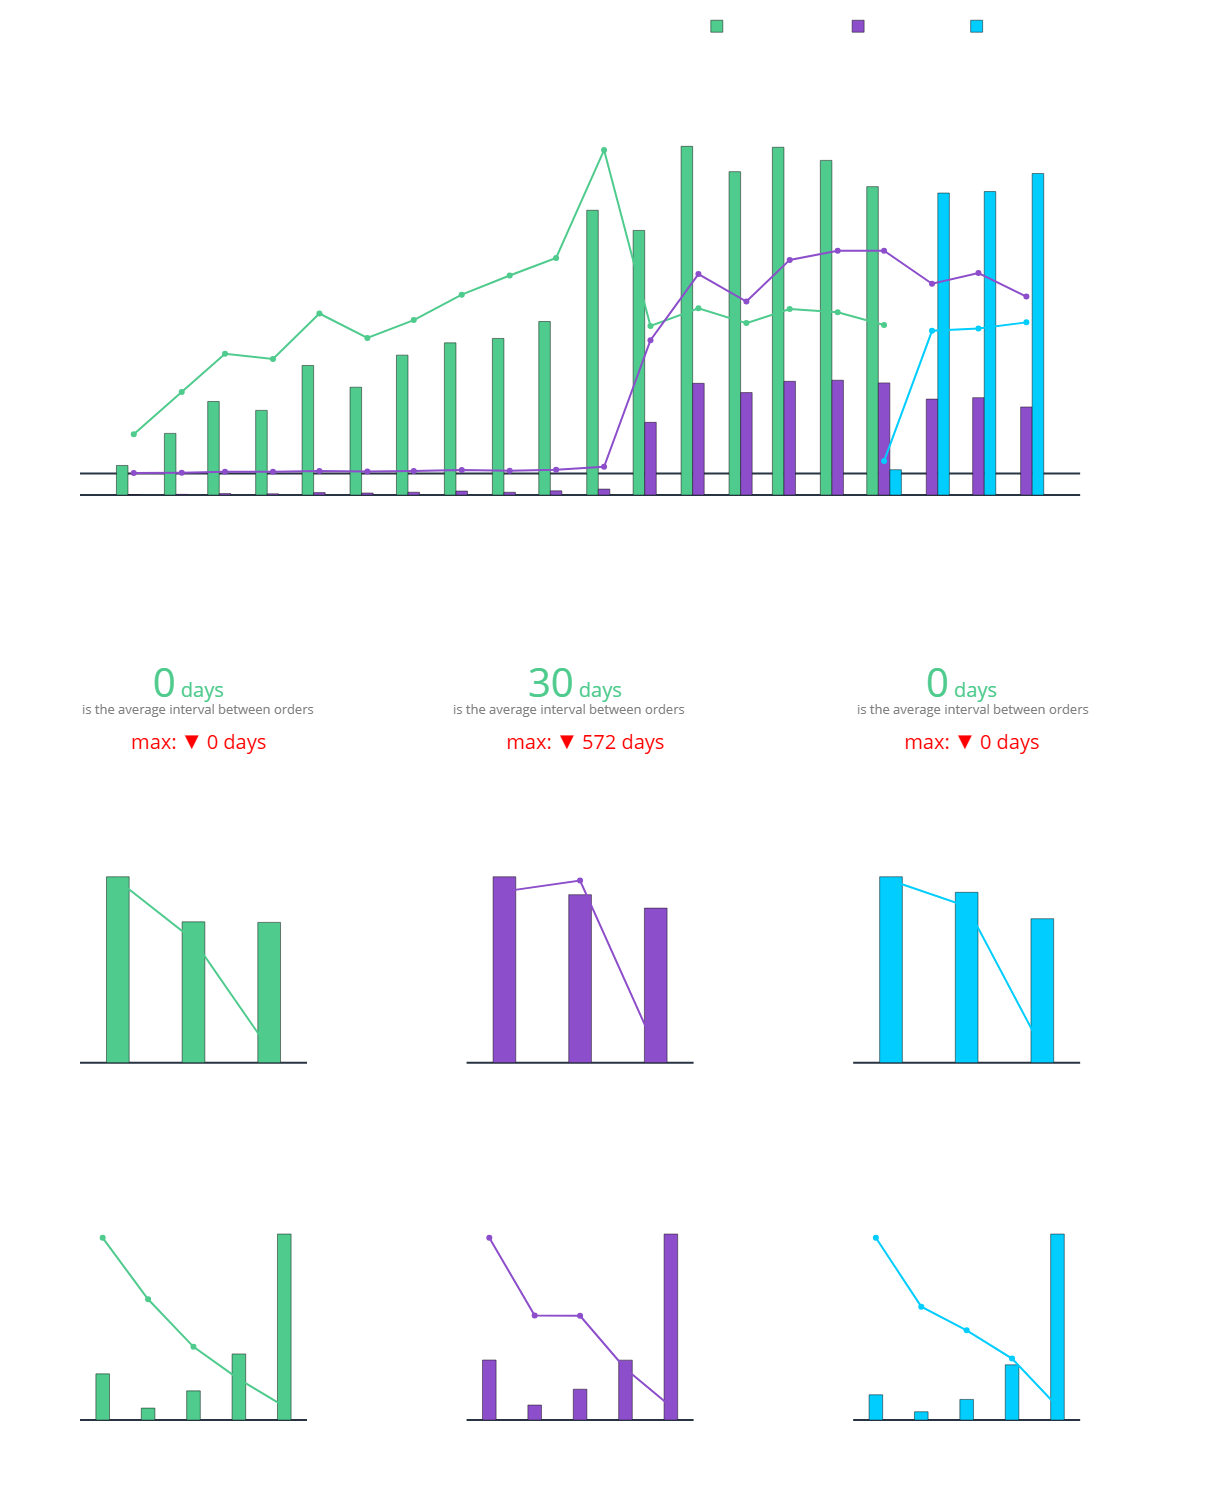 0 days
is the average interval between orders
max: ▼ 0 days
30 days
is the average interval between orders
max: ▼ 572 days
0 days
is the average interval between orders
max: ▼ 0 days